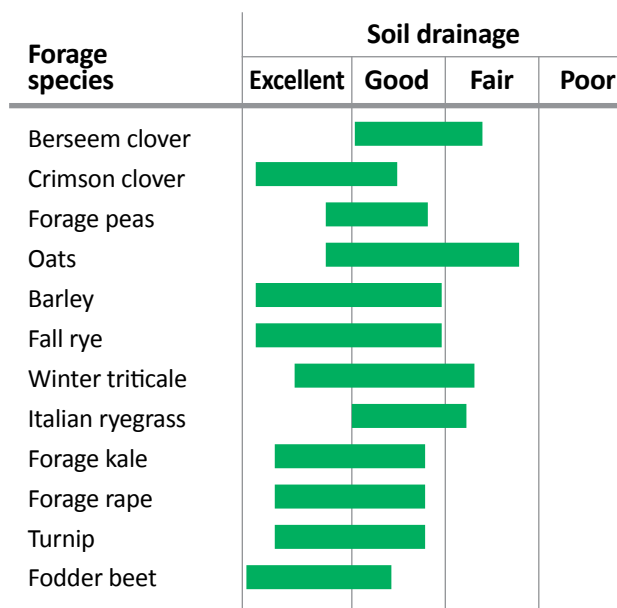 Soil drainage
Forage
species
Excellent Good Fair Poor
Berseem clover
Crimson clover
Forage peas
Oats
Barley
Fall rye
Winter triticale
Italian ryegrass
Forage kale
Forage rape
Turnip
Fodder beet